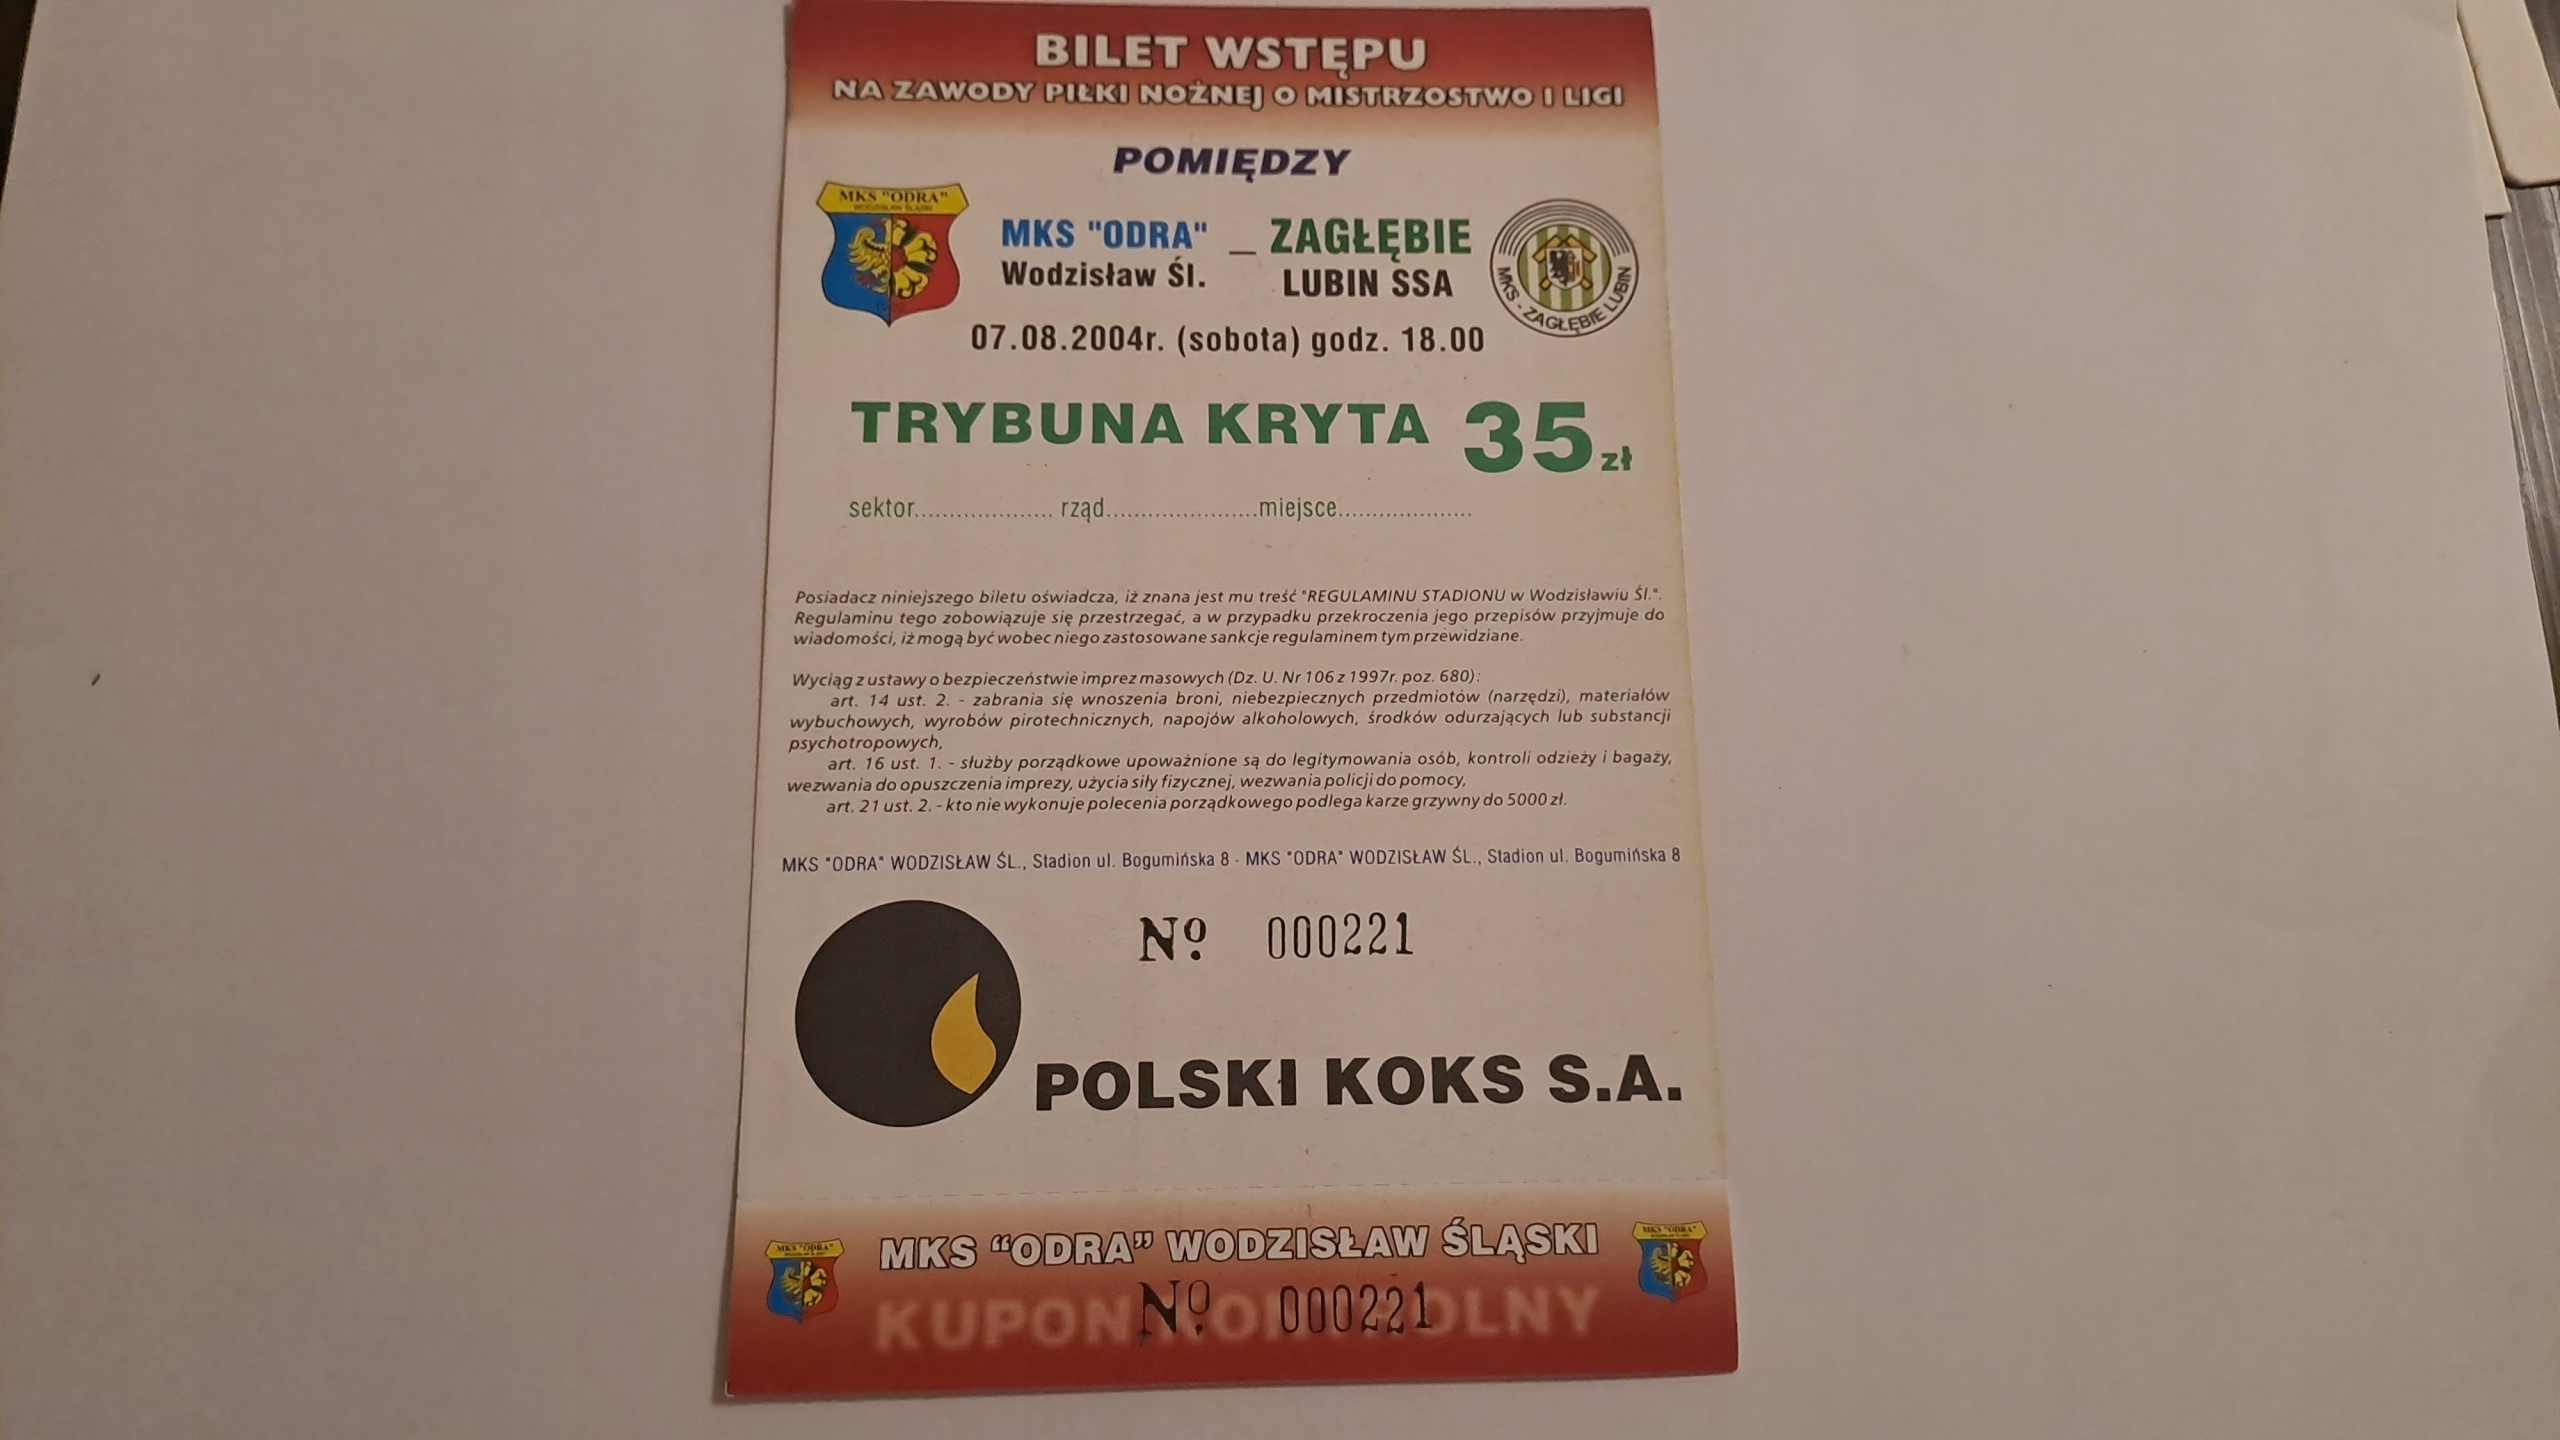 BILET WSTĘPU
NA ZAWODY PIŁKI NOŻNEJ O MISTRZOSTWO I LIGI
POMIĘDZY
MKS "ODRA"
WODZISŁAW ŚLĄSKI
MKS "ODRA" – ZAGŁĘBIE
Wodzisław Śl. LUBIN SSA
MKS - ZAGŁĘBIE LUBIN
07.08.2004r. (sobota) godz. 18.00
TRYBUNA KRYTA 35 zł
sektor.................... rząd......................miejsce...................
Posiadacz niniejszego biletu oświadcza, iż znana jest mu treść "REGULAMINU STADIONU w Wodzisławiu Śl.".
Regulaminu tego zobowiązuje się przestrzegać, a w przypadku przekroczenia jego przepisów przyjmuje do
wiadomości, iż mogą być wobec niego zastosowane sankcje regulaminem tym przewidziane.
Wyciąg z ustawy o bezpieczeństwie imprez masowych (Dz. U. Nr 106 z 1997r. poz. 680):
art. 14 ust. 2. - zabrania się wnoszenia broni, niebezpiecznych przedmiotów (narzędzi), materiałów
wybuchowych, wyrobów pirotechnicznych, napojów alkoholowych, środków odurzających lub substancji
psychotropowych,
art. 16 ust. 1. - służby porządkowe upoważnione są do legitymowania osób, kontroli odzieży i bagaży,
wezwania do opuszczenia imprezy, użycia siły fizycznej, wezwania policji do pomocy,
art. 21 ust. 2. - kto nie wykonuje polecenia porządkowego podlega karze grzywny do 5000 zł.
MKS "ODRA" WODZISŁAW ŚL., Stadion ul. Bogumińska 8 - MKS "ODRA" WODZISŁAW ŚL., Stadion ul. Bogumińska 8
Nº 000221
POLSKI KOKS S.A.
MKS "ODRA"
MKS “ODRA” WODZISŁAW ŚLĄSKI
MKS "ODRA"
Nº 000221
KUPON KONTROLNY